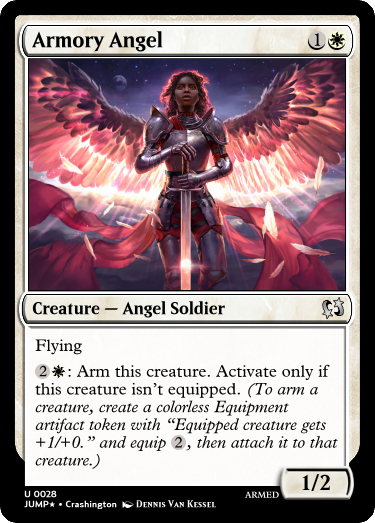 Armory Angel 1
Creature — Angel Soldier
Flying
2: Arm this creature. Activate only if
this creature isn’t equipped. (To arm a
creature, create a colorless Equipment
artifact token with “Equipped creature gets
+1/+0.” and equip 2, then attach it to that
creature.)
1/2
U 0028
JUMP★ • Crashington Dennis Van Kessel
ARMED